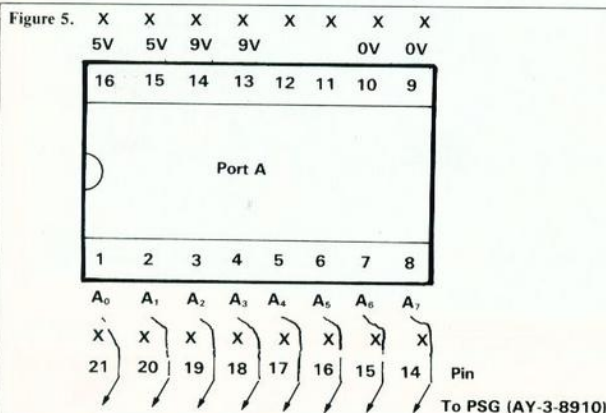 Figure 5. X X X X X X X X
5V 5V 9V 9V 0V 0V
16 15 14 13 12 11 10 9
Port A
1 2 3 4 5 6 7 8
A₀ A₁ A₂ A₃ A₄ A₅ A₆ A₇
X X X X X X X X
21 20 19 18 17 16 15 14 Pin
To PSG (AY-3-8910)